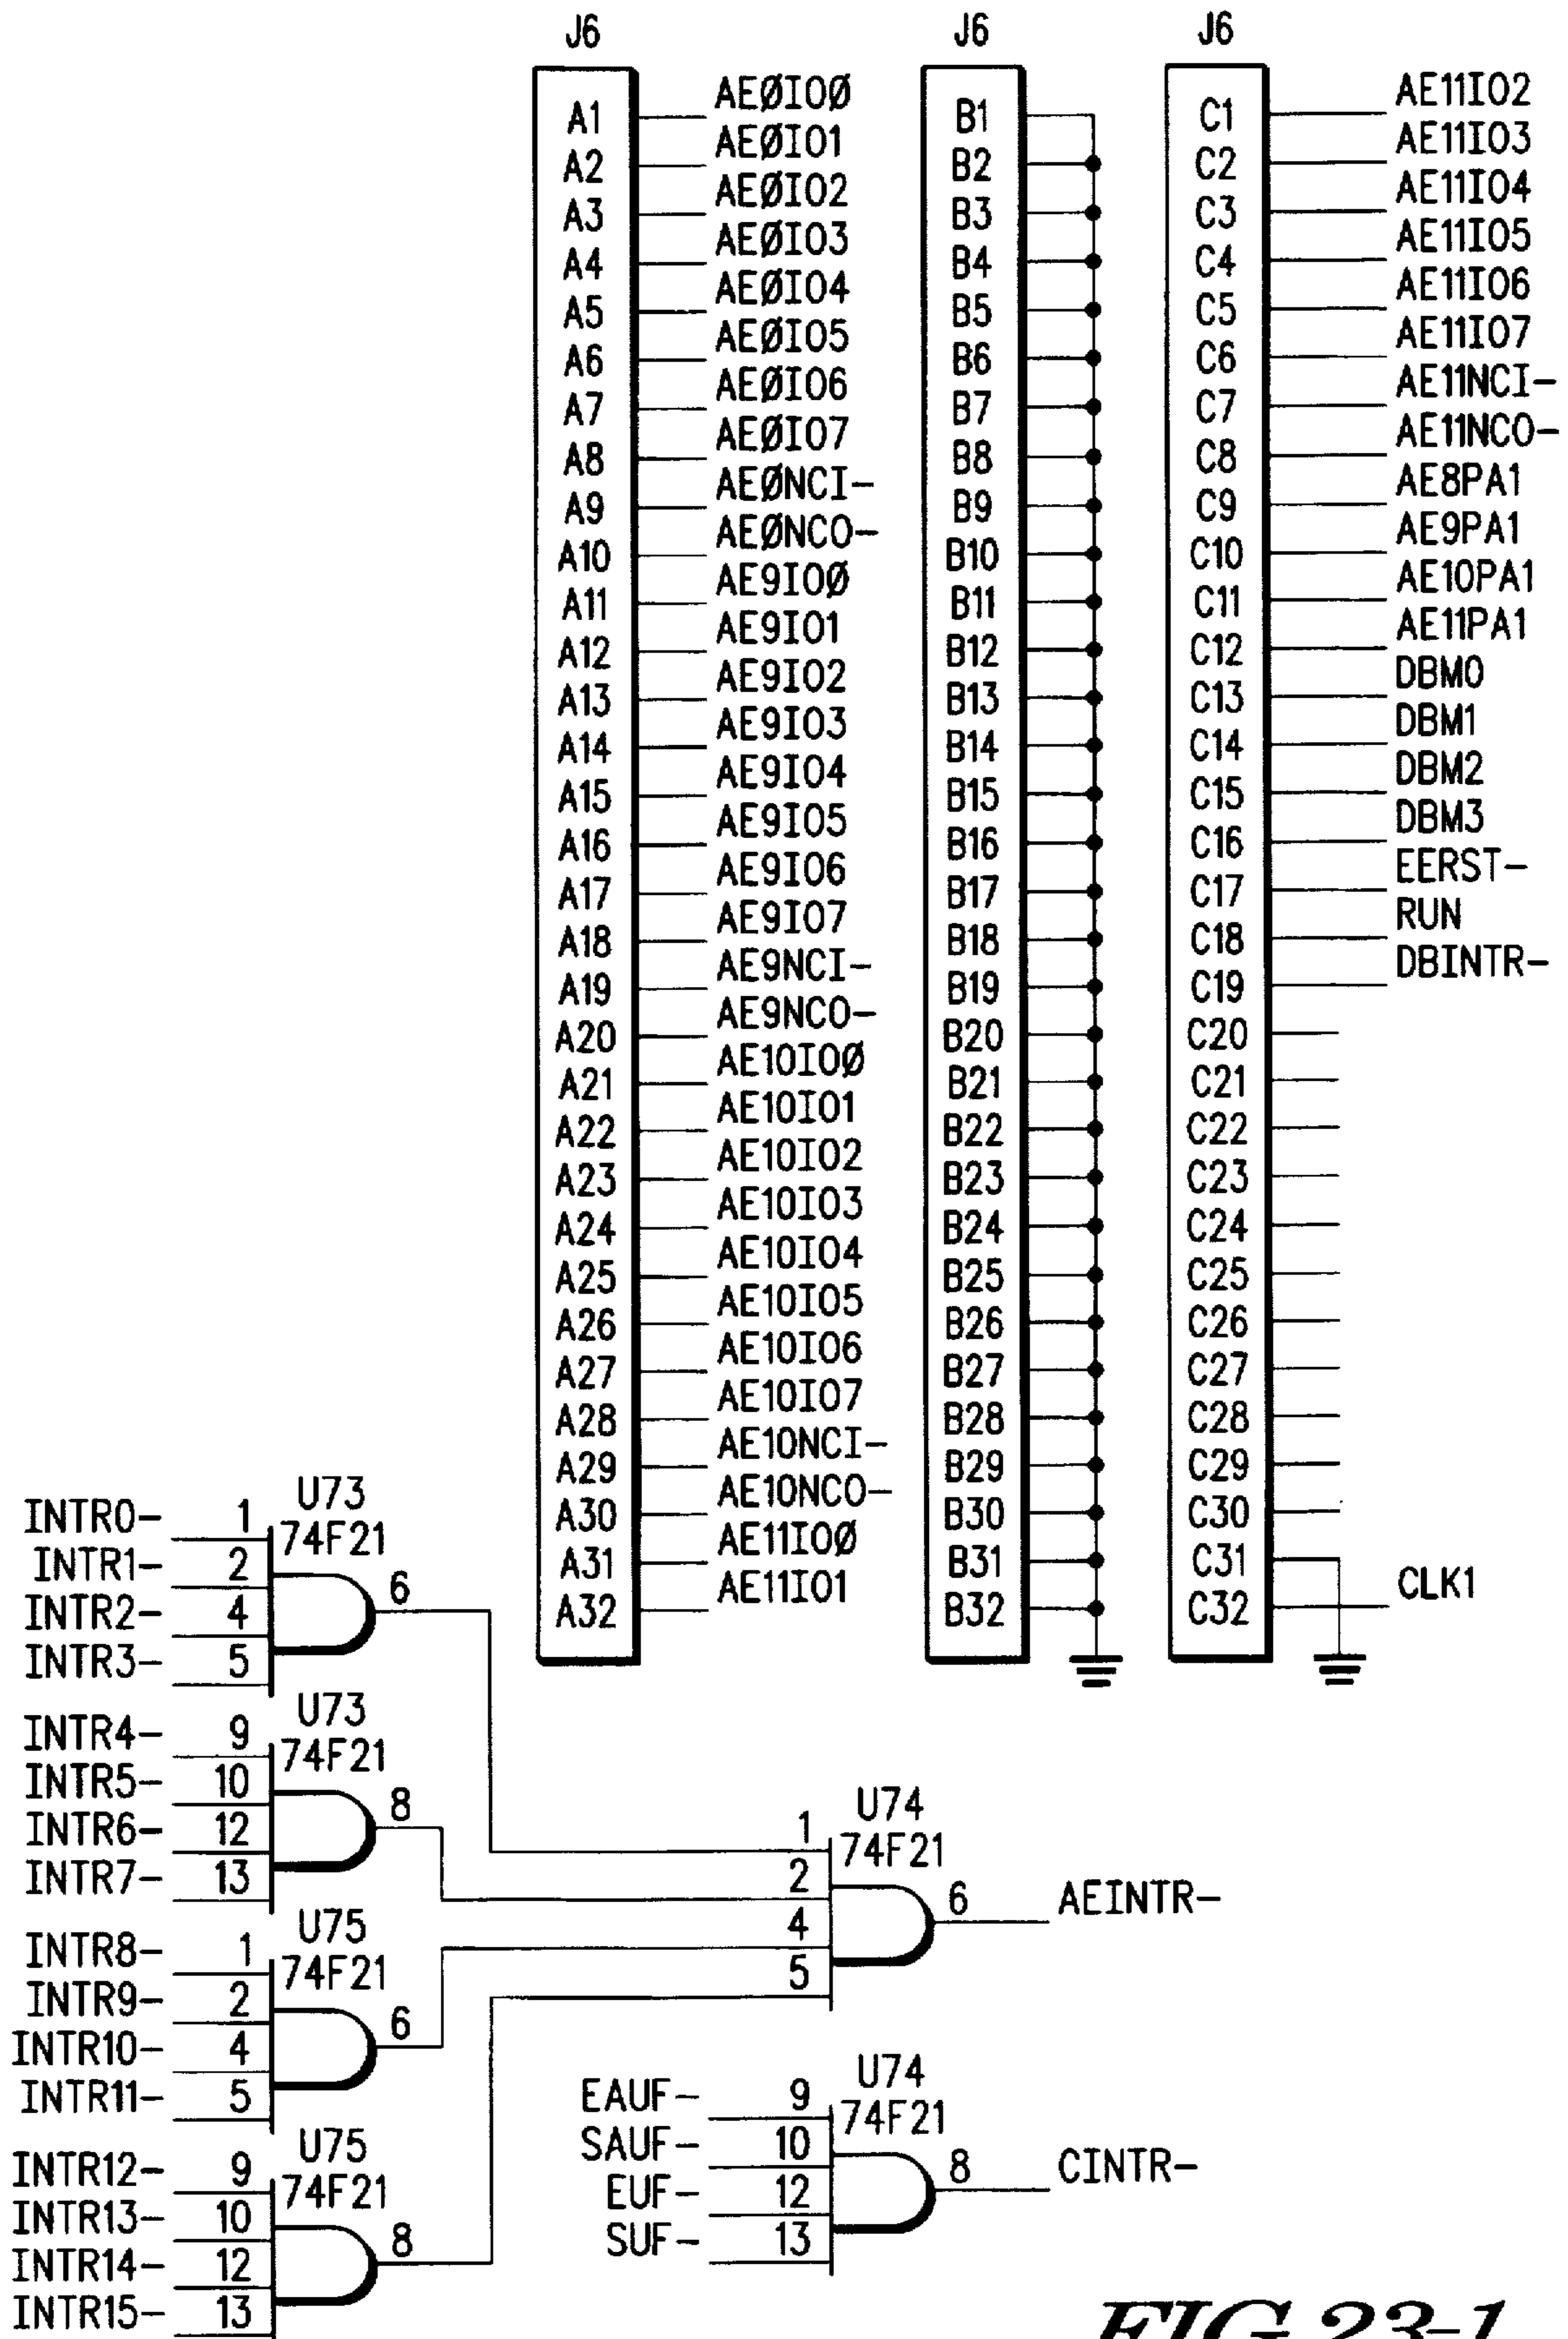 J6
A1 AEØIOØ
A2 AEØIO1
A3 AEØIO2
A4 AEØIO3
A5 AEØIO4
A6 AEØIO5
A7 AEØIO6
A8 AEØIO7
A9 AEØNCI-
A10 AEØNCO-
A11 AE9IOØ
A12 AE9IO1
A13 AE9IO2
A14 AE9IO3
A15 AE9IO4
A16 AE9IO5
A17 AE9IO6
A18 AE9IO7
A19 AE9NCI-
A20 AE9NCO-
A21 AE10IOØ
A22 AE10IO1
A23 AE10IO2
A24 AE10IO3
A25 AE10IO4
A26 AE10IO5
A27 AE10IO6
A28 AE10IO7
A29 AE10NCI-
A30 AE10NCO-
A31 AE11IOØ
A32 AE11IO1
J6
B1
B2
B3
B4
B5
B6
B7
B8
B9
B10
B11
B12
B13
B14
B15
B16
B17
B18
B19
B20
B21
B22
B23
B24
B25
B26
B27
B28
B29
B30
B31
B32
J6
C1 AE11IO2
C2 AE11IO3
C3 AE11IO4
C4 AE11IO5
C5 AE11IO6
C6 AE11IO7
C7 AE11NCI-
C8 AE11NCO-
C9 AE8PA1
C10 AE9PA1
C11 AE10PA1
C12 AE11PA1
C13 DBM0
C14 DBM1
C15 DBM2
C16 DBM3
C17 EERST-
C18 RUN
C19 DBINTR-
C20
C21
C22
C23
C24
C25
C26
C27
C28
C29
C30
C31
C32 CLK1
U73
74F21
INTR0- 1
INTR1- 2
INTR2- 4
INTR3- 5
6
U73
74F21
INTR4- 9
INTR5- 10
INTR6- 12
INTR7- 13
8
U75
74F21
INTR8- 1
INTR9- 2
INTR10- 4
INTR11- 5
6
U75
74F21
INTR12- 9
INTR13- 10
INTR14- 12
INTR15- 13
8
U74
74F21
1
2
4
5
6 AEINTR-
U74
74F21
EAUF- 9
SAUF- 10
EUF- 12
SUF- 13
8 CINTR-
FIG.23-1